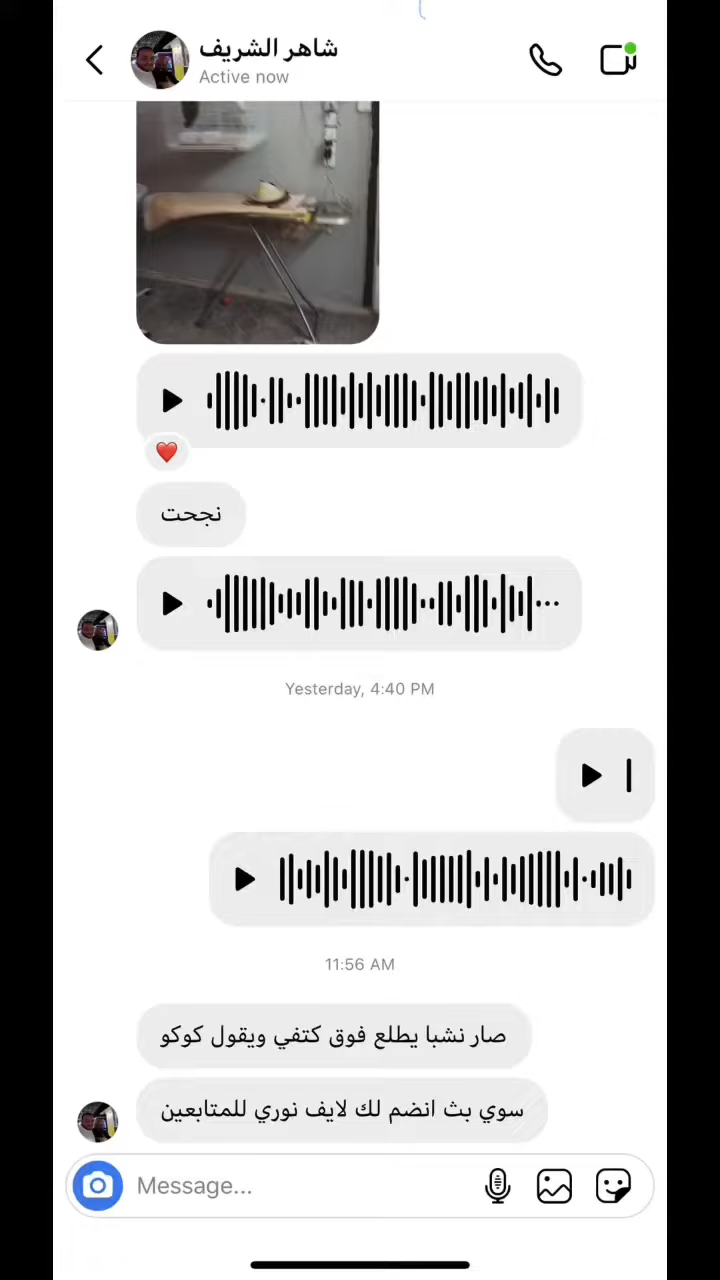 شاهر الشريف
Active now
نجحت
Yesterday, 4:40 PM
11:56 AM
صار نشبا يطلع فوق كتفي ويقول كوكو
سوي بث انضم لك لايف نوري للمتابعين
Message...